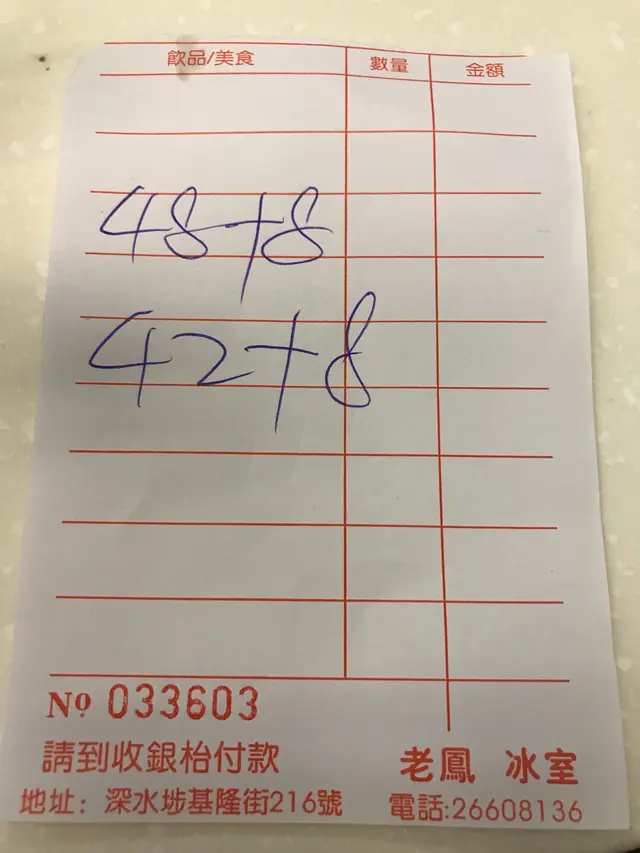 飲品/美食 數量 金額
48+8
42+8
Nº 033603
請到收銀枱付款 老鳳 冰室
地址: 深水埗基隆街216號 電話:26608136